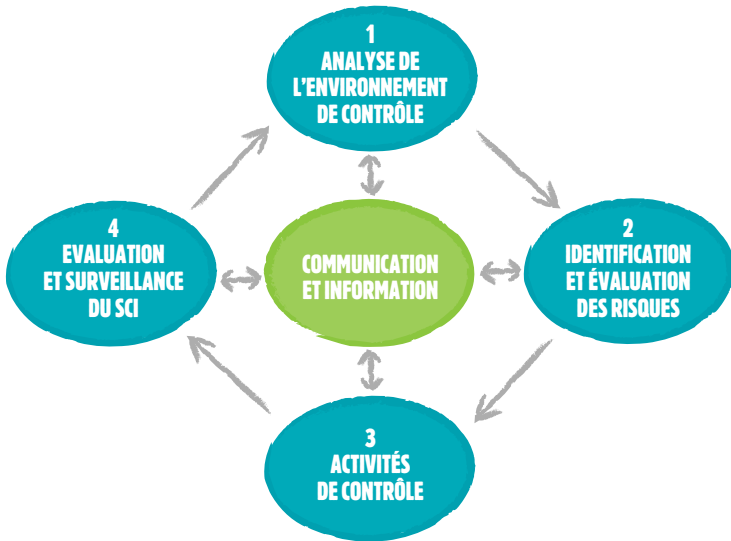 1
ANALYSE DE
L'ENVIRONNEMENT
DE CONTRÔLE
4
EVALUATION
ET SURVEILLANCE
DU SCI
COMMUNICATION
ET INFORMATION
2
IDENTIFICATION
ET ÉVALUATION
DES RISQUES
3
ACTIVITÉS
DE CONTRÔLE